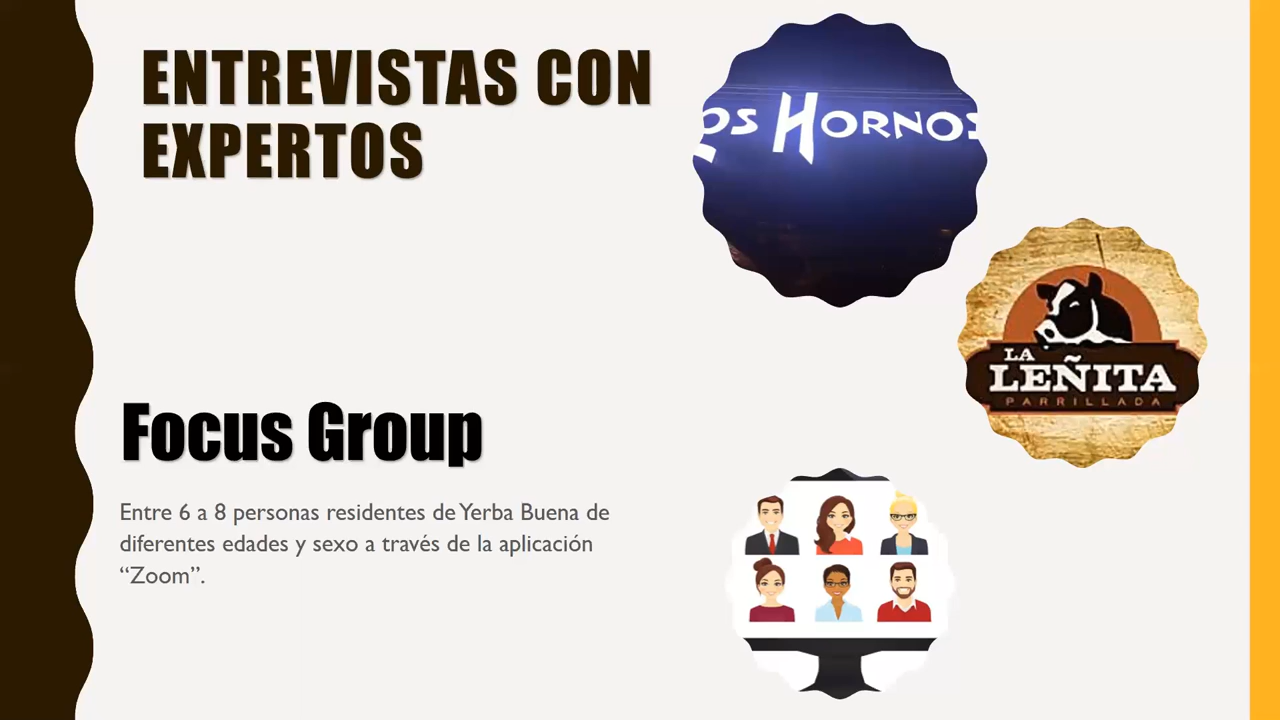 ENTREVISTAS CON
EXPERTOS
OS HORNOS
LA
LEÑITA
PARRILLADA
Focus Group
Entre 6 a 8 personas residentes de Yerba Buena de
diferentes edades y sexo a través de la aplicación
“Zoom”.